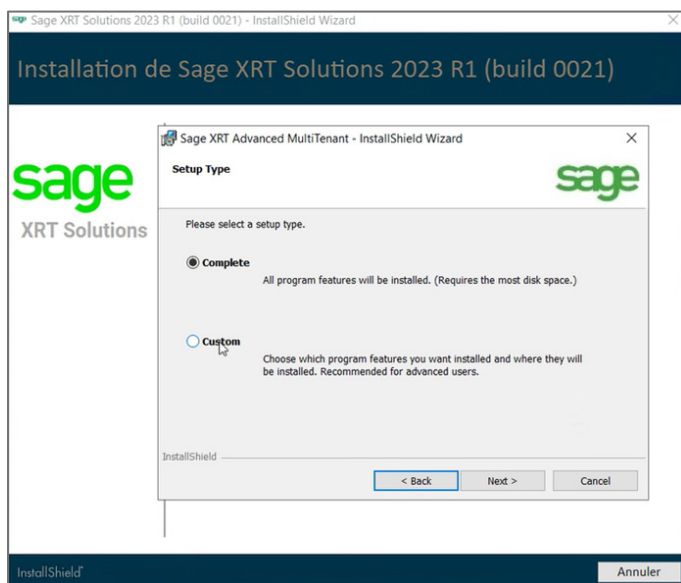 Sage XRT Solutions 2023 R1 (build 0021) - InstallShield Wizard
Installation de Sage XRT Solutions 2023 R1 (build 0021)
sage
XRT Solutions
Sage XRT Advanced MultiTenant - InstallShield Wizard
Setup Type
sage
Please select a setup type.
Complete
All program features will be installed. (Requires the most disk space.)
Custom
Choose which program features you want installed and where they will
be installed. Recommended for advanced users.
InstallShield
< Back
Next >
Cancel
InstallShield
Annuler